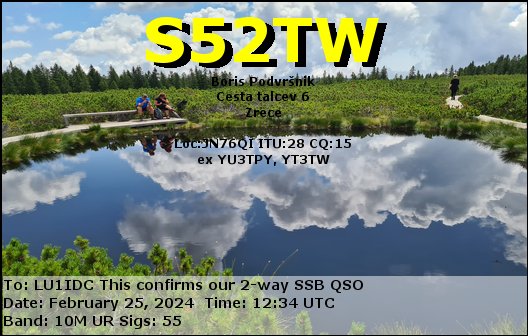 S52TW
Boris Podvršnik
Cesta talcev 6
Zreče
Loc:JN76QI ITU:28 CQ:15
ex YU3TPY, YT3TW
To: LU1IDC This confirms our 2-way SSB QSO
Date: February 25, 2024 Time: 12:34 UTC
Band: 10M UR Sigs: 55